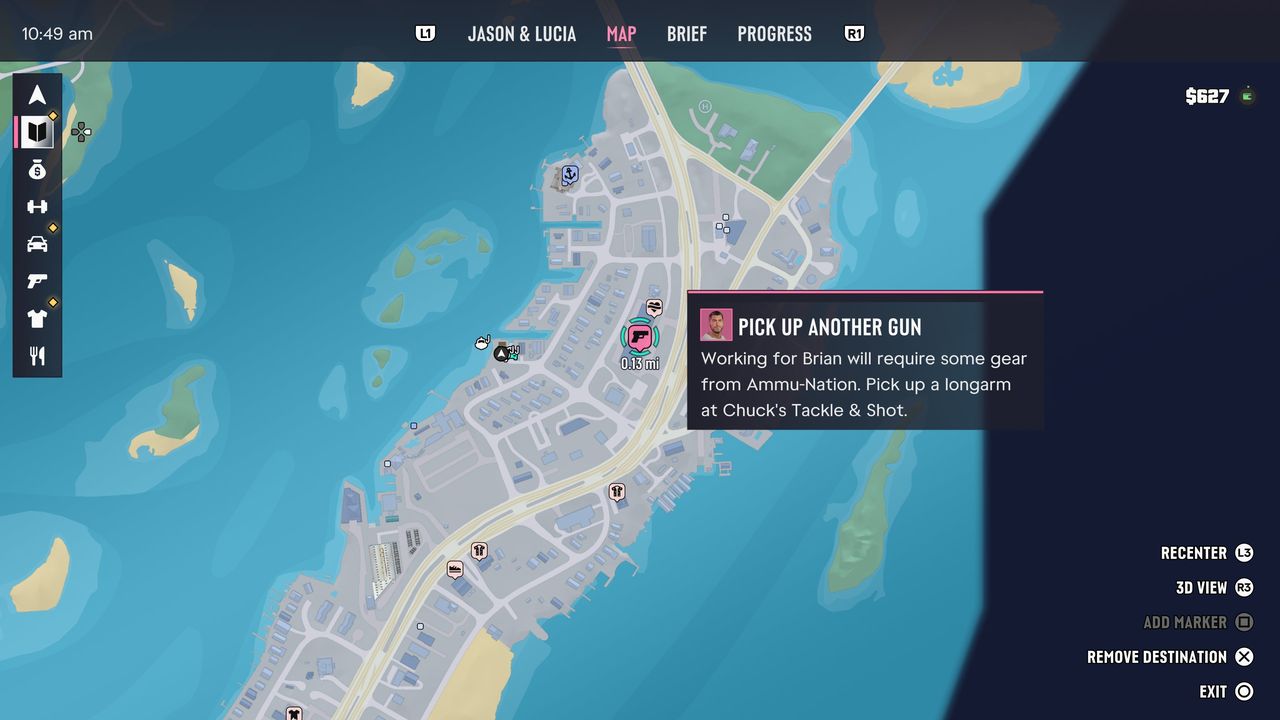 10:49 am
L1
JASON & LUCIA
MAP
BRIEF
PROGRESS
R1
$627
H
0.13 mi
PICK UP ANOTHER GUN
Working for Brian will require some gear
from Ammu-Nation. Pick up a longarm
at Chuck's Tackle & Shot.
RECENTER L3
3D VIEW R3
ADD MARKER
REMOVE DESTINATION
EXIT